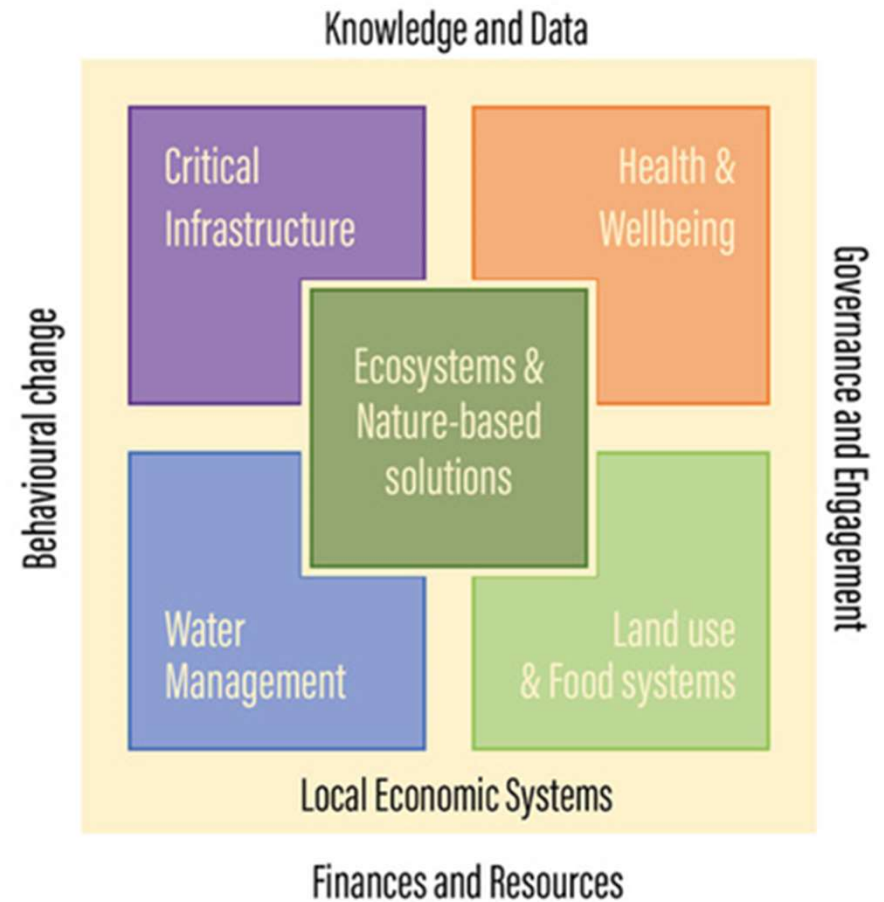 Knowledge and Data
Critical
Infrastructure
Health &
Wellbeing
Behavioural change
Ecosystems &
Nature-based
solutions
Governance and Engagement
Water
Management
Land use
& Food systems
Local Economic Systems
Finances and Resources